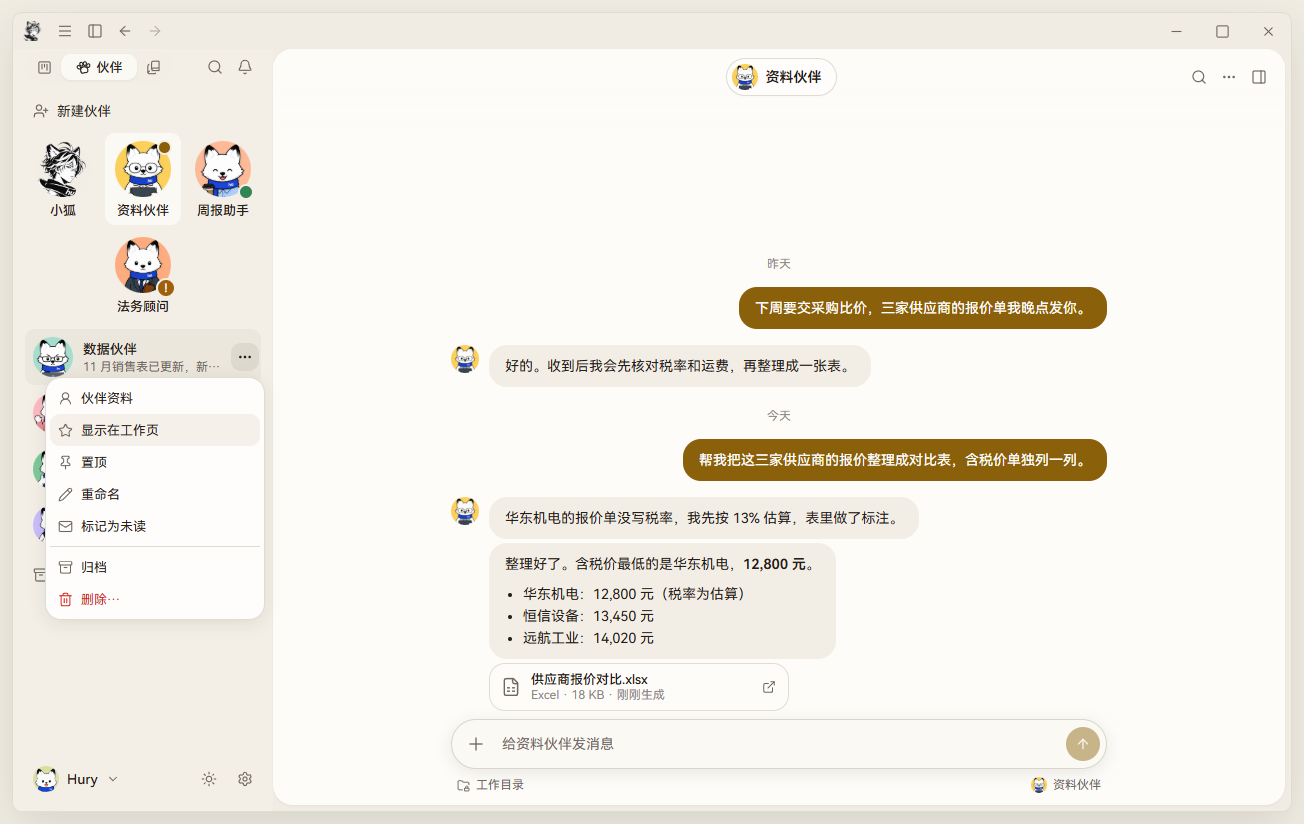 伙伴
新建伙伴
小狐
资料伙伴
周报助手
法务顾问
数据伙伴
11 月销售表已更新，新…
伙伴资料
显示在工作页
置顶
重命名
标记为未读
归档
删除…
Hury
资料伙伴
昨天
下周要交采购比价，三家供应商的报价单我晚点发你。
好的。收到后我会先核对税率和运费，再整理成一张表。
今天
帮我把这三家供应商的报价整理成对比表，含税价单独列一列。
华东机电的报价单没写税率，我先按 13% 估算，表里做了标注。
整理好了。含税价最低的是华东机电，12,800 元。
• 华东机电：12,800 元（税率为估算）
• 恒信设备：13,450 元
• 远航工业：14,020 元
供应商报价对比.xlsx
Excel · 18 KB · 刚刚生成
给资料伙伴发消息
工作目录
资料伙伴